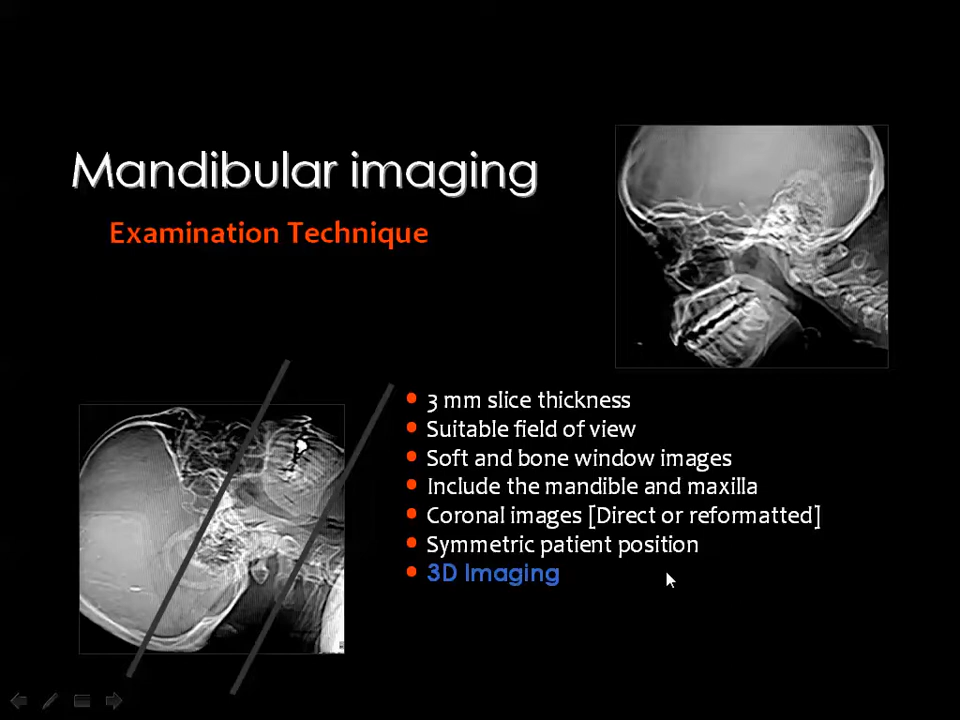 Mandibular imaging
Examination Technique
• 3 mm slice thickness
• Suitable field of view
• Soft and bone window images
• Include the mandible and maxilla
• Coronal images [Direct or reformatted]
• Symmetric patient position
• 3D Imaging